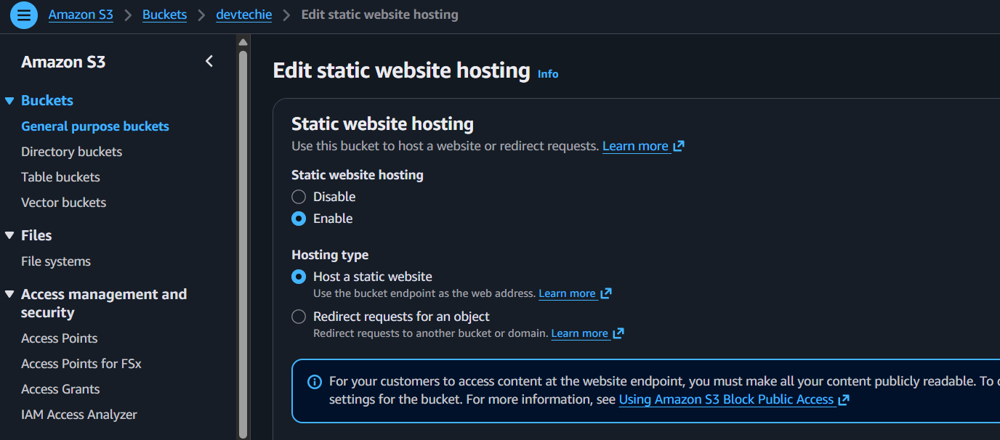 Amazon S3 > Buckets > devtechie > Edit static website hosting
Amazon S3
Buckets
General purpose buckets
Directory buckets
Table buckets
Vector buckets
Files
File systems
Access management and
security
Access Points
Access Points for FSx
Access Grants
IAM Access Analyzer
Edit static website hosting Info
Static website hosting
Use this bucket to host a website or redirect requests. Learn more
Static website hosting
Disable
Enable
Hosting type
Host a static website
Use the bucket endpoint as the web address. Learn more
Redirect requests for an object
Redirect requests to another bucket or domain. Learn more
For your customers to access content at the website endpoint, you must make all your content publicly readable. To
settings for the bucket. For more information, see Using Amazon S3 Block Public Access